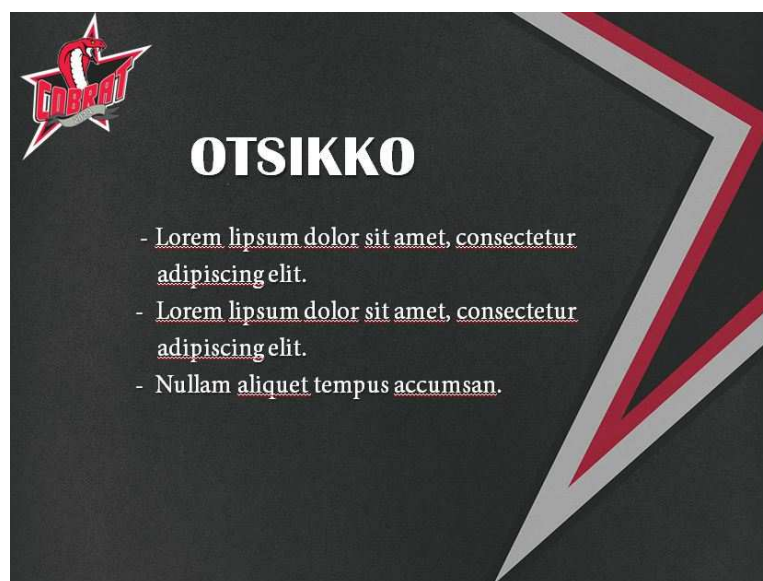 COBRAT
OTSIKKO
- Lorem lipsum dolor sit amet, consectetur
adipiscing elit.
- Lorem lipsum dolor sit amet, consectetur
adipiscing elit.
- Nullam aliquet tempus accumsan.